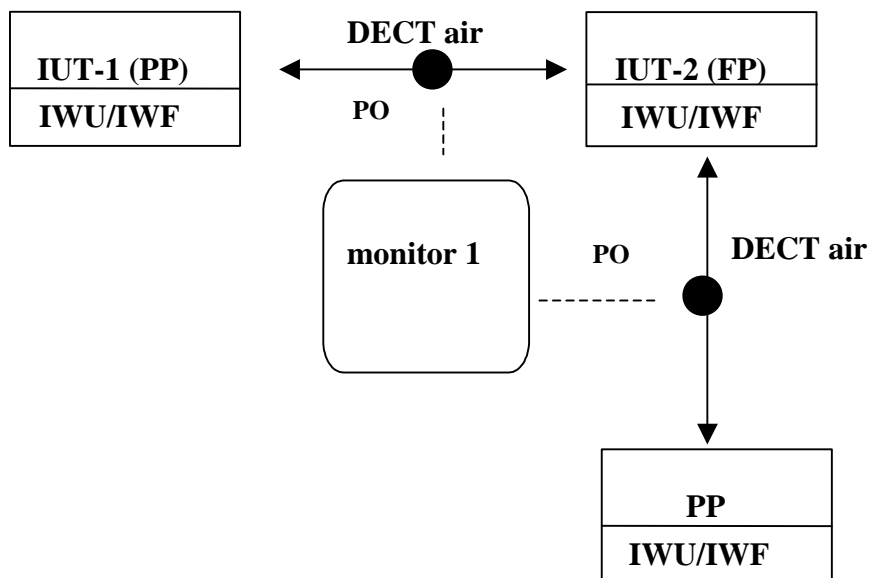 DECT air
IUT-1 (PP)
IWU/IWF
PO
IUT-2 (FP)
IWU/IWF
monitor 1
PO
DECT air
PP
IWU/IWF